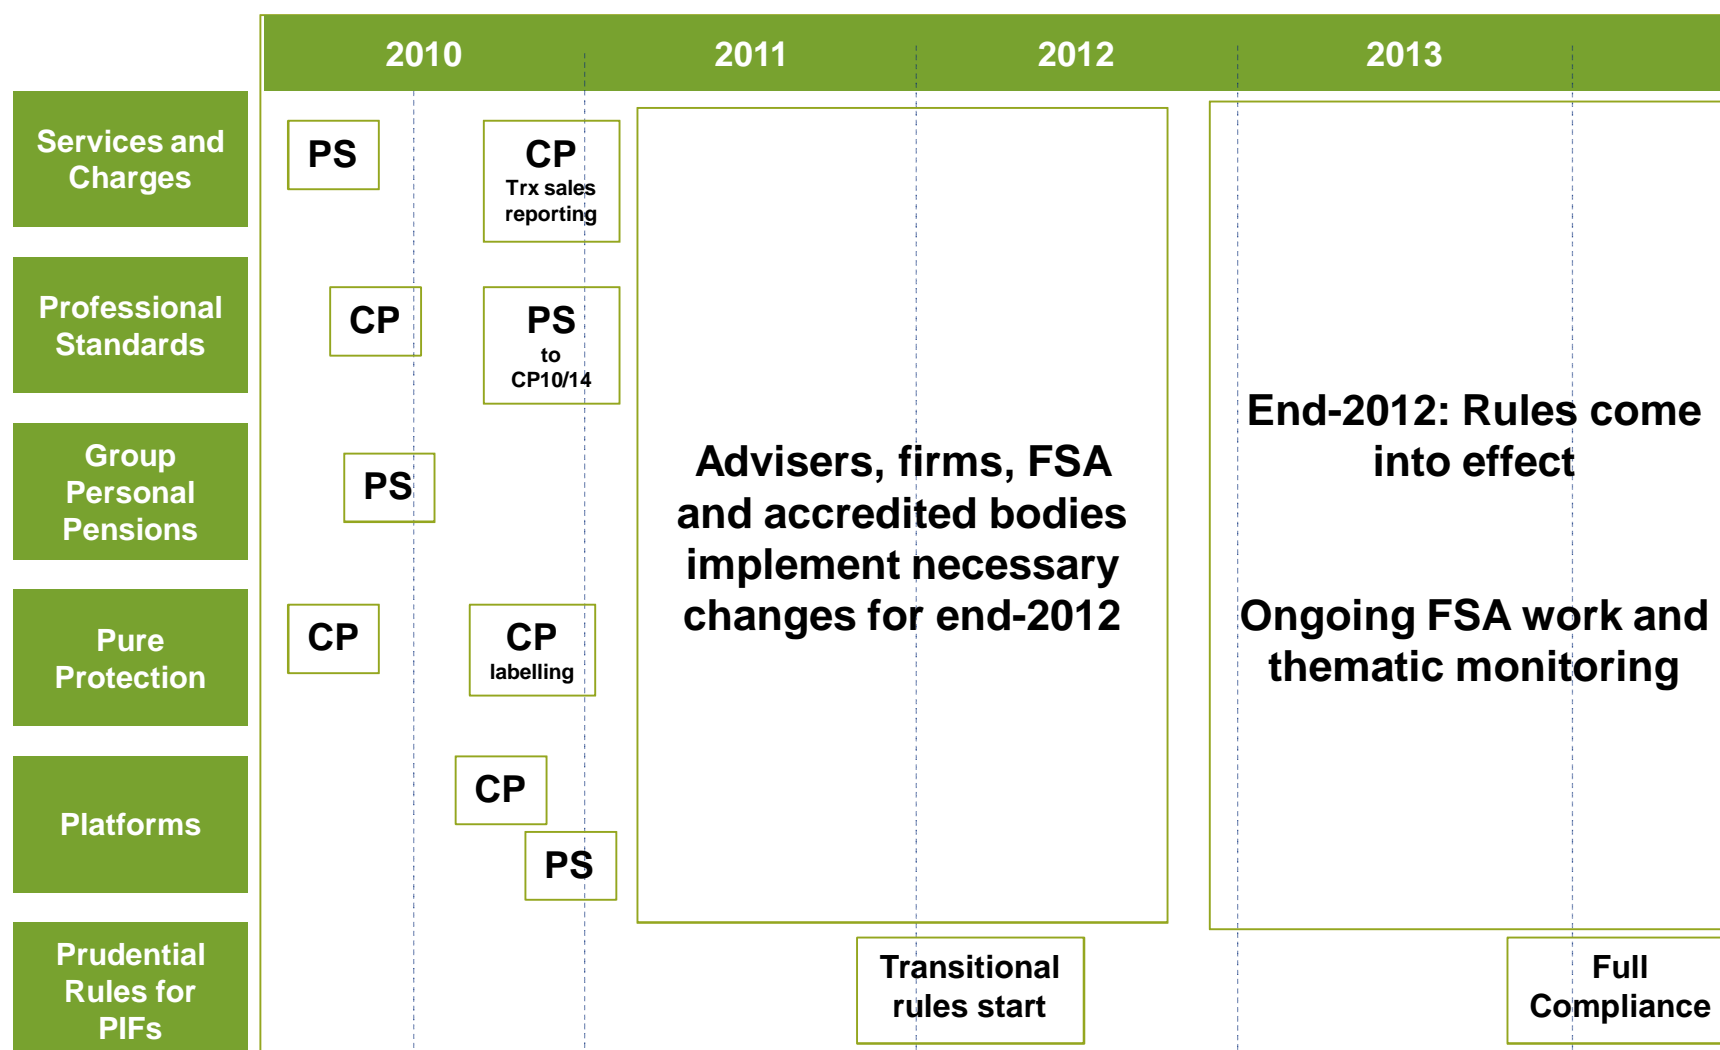 2010
2011
2012
2013
Services and
Charges
PS
CP
Trx sales
reporting
Professional
Standards
CP
PS
to
CP10/14
Group
Personal
Pensions
PS
Pure
Protection
CP
CP
labelling
Platforms
CP
PS
Advisers, firms, FSA
and accredited bodies
implement necessary
changes for end-2012
End-2012: Rules come
into effect
Ongoing FSA work and
thematic monitoring
Prudential
Rules for
PIFs
Transitional
rules start
Full
Compliance